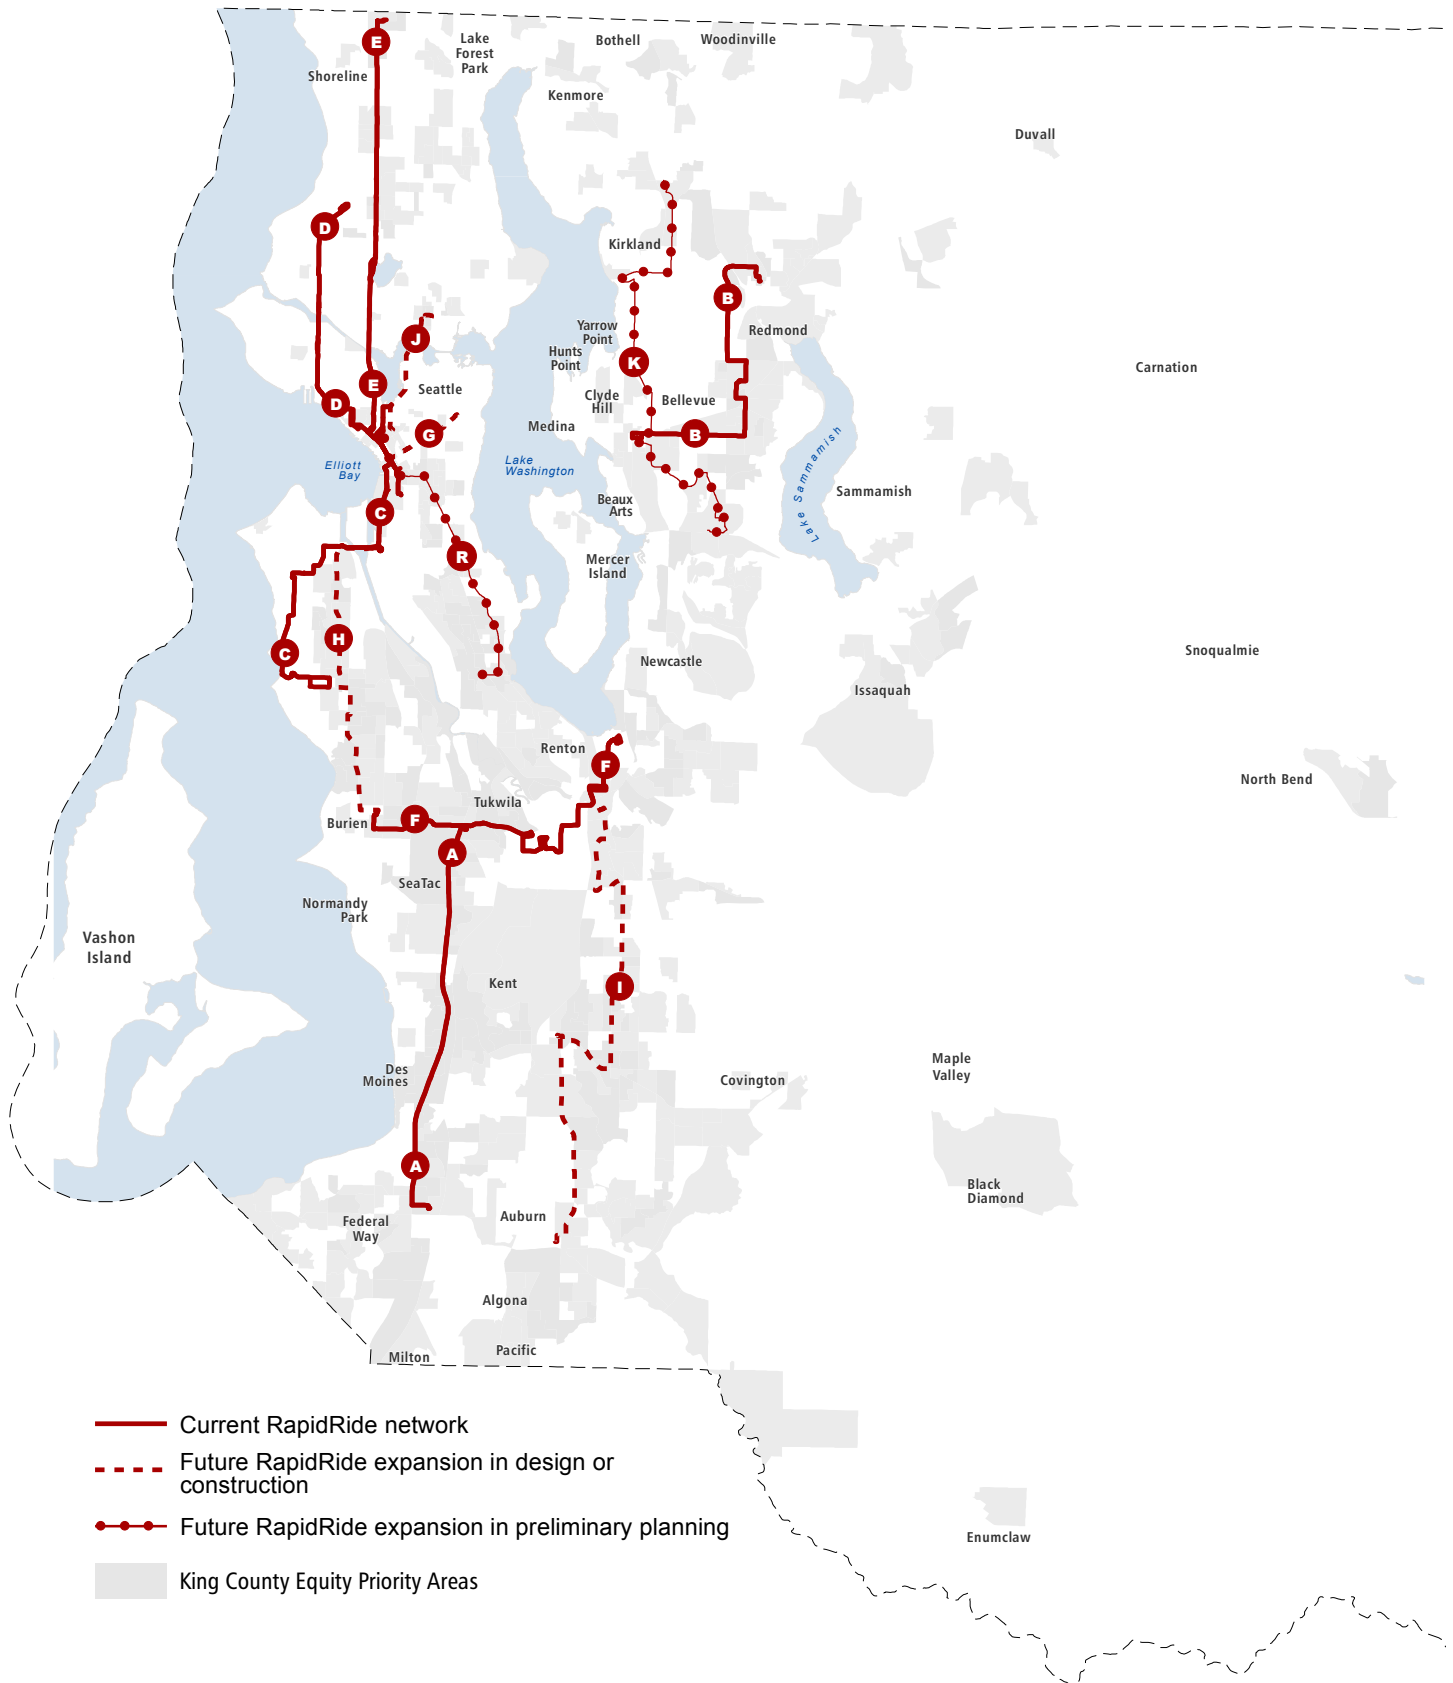 E
Lake
Forest
Park
Bothell
Woodinville
Shoreline
Kenmore
Duvall
D
Kirkland
B
J
Yarrow
Point
Redmond
Hunts
Point
K
Carnation
E
Seattle
Clyde
Hill
Bellevue
D
G
Medina
B
Elliott
Bay
Lake
Washington
Lake Sammamish
Sammamish
Beaux
Arts
C
R
Mercer
Island
H
C
Newcastle
Snoqualmie
Issaquah
Renton
F
North Bend
Tukwila
Burien
F
A
SeaTac
Normandy
Park
Vashon
Island
Kent
I
Des
Moines
Covington
Maple
Valley
A
Black
Diamond
Federal
Way
Auburn
Algona
Milton
Pacific
Current RapidRide network
Future RapidRide expansion in design or
construction
Future RapidRide expansion in preliminary planning
King County Equity Priority Areas
Enumclaw